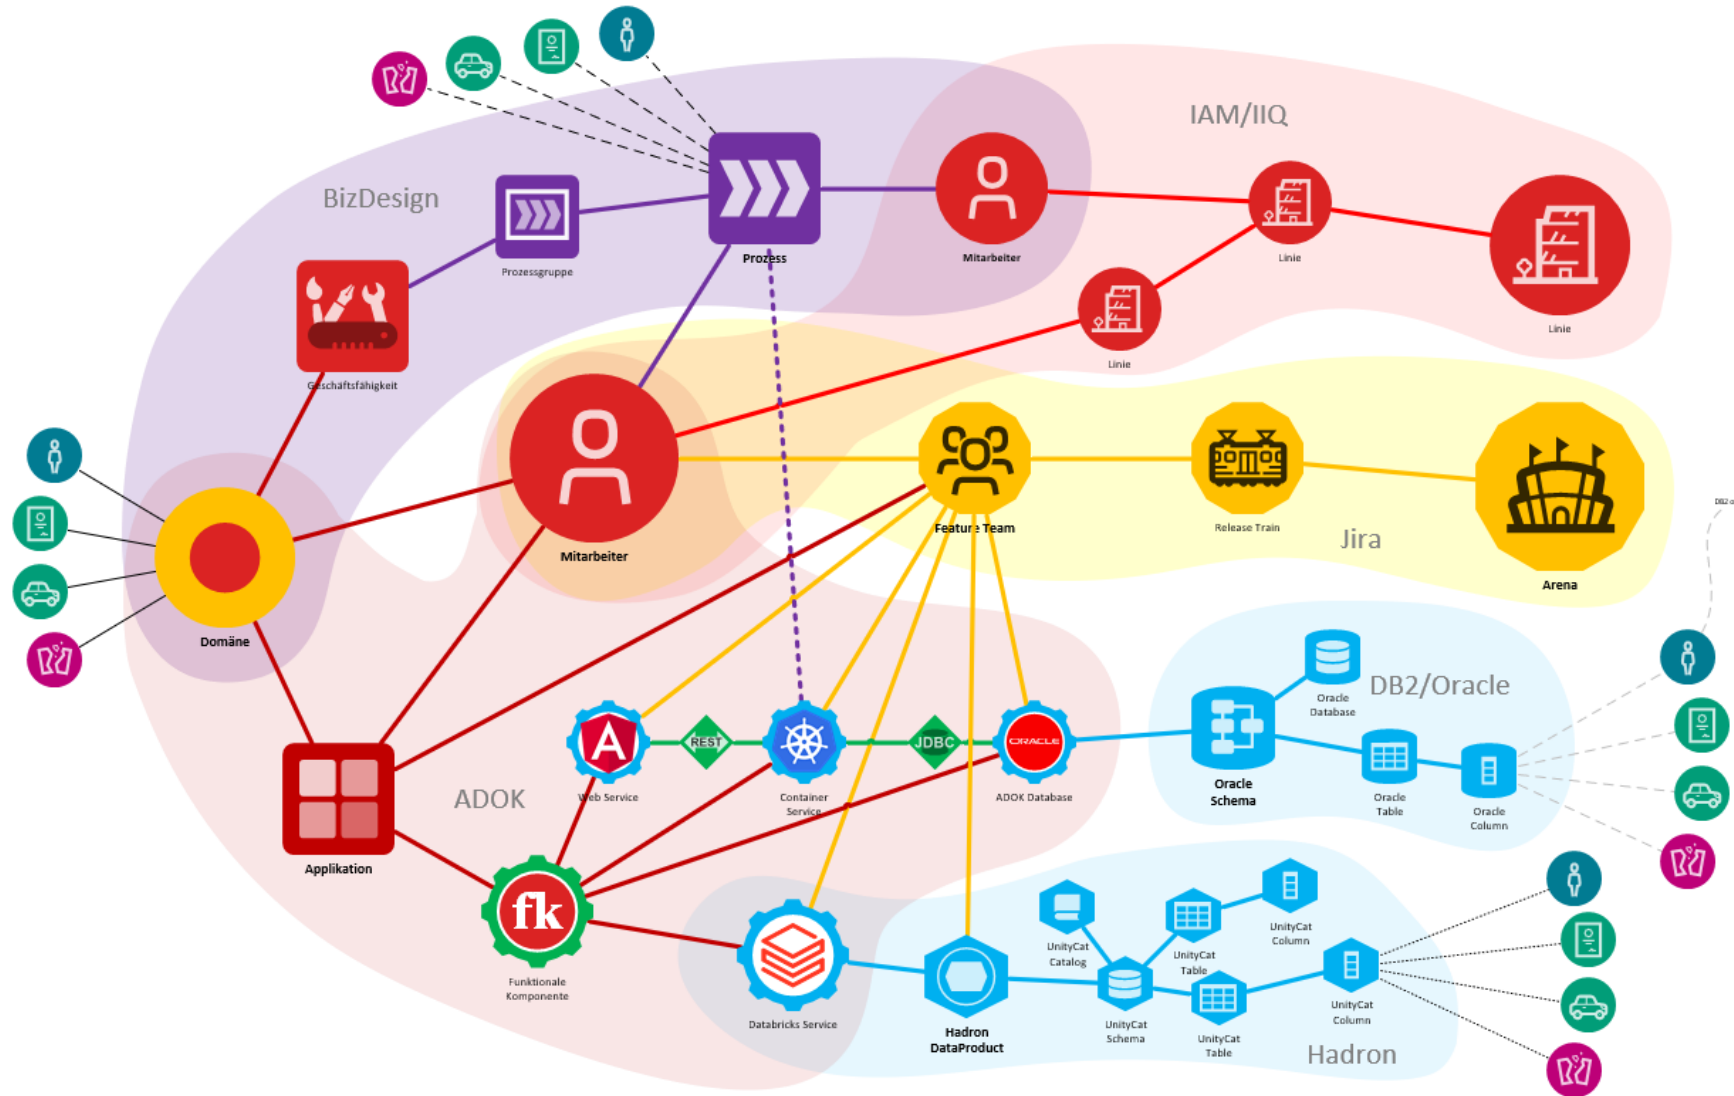 IAM/IIQ
BizDesign
Prozess
Mitarbeiter
Linie
Prozessgruppe
Linie
Linie
Geschäftsfähigkeit
Mitarbeiter
Feature Team
Release Train
Jira
Arena
DB2
Domäne
DB2/Oracle
Oracle
Database
REST
JDBC
ORACLE
Web Service
Container
Service
ADOK Database
Oracle
Schema
Oracle
Table
Oracle
Column
ADOK
Applikation
fk
Funktionale
Komponente
Databricks Service
Hadron
DataProduct
UnityCat
Catalog
UnityCat
Schema
UnityCat
Table
UnityCat
Column
UnityCat
Table
UnityCat
Column
Hadron